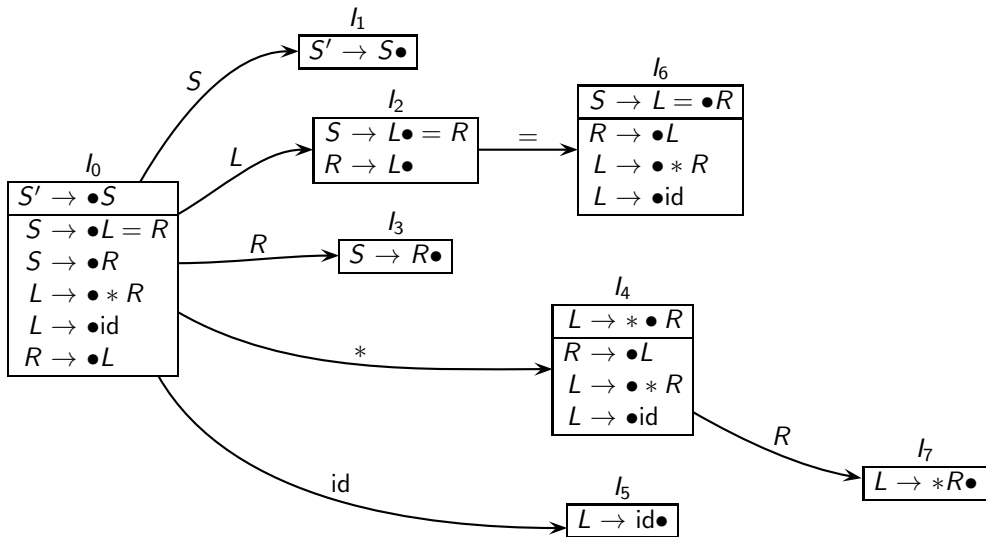 I₀
S′ → •S
S → •L = R
S → •R
L → • ∗ R
L → •id
R → •L
S
I₁
S′ → S•
L
I₂
S → L• = R
R → L•
=
I₆
S → L = •R
R → •L
L → • ∗ R
L → •id
R
I₃
S → R•
∗
I₄
L → ∗ • R
R → •L
L → • ∗ R
L → •id
R
I₇
L → ∗R•
id
I₅
L → id•